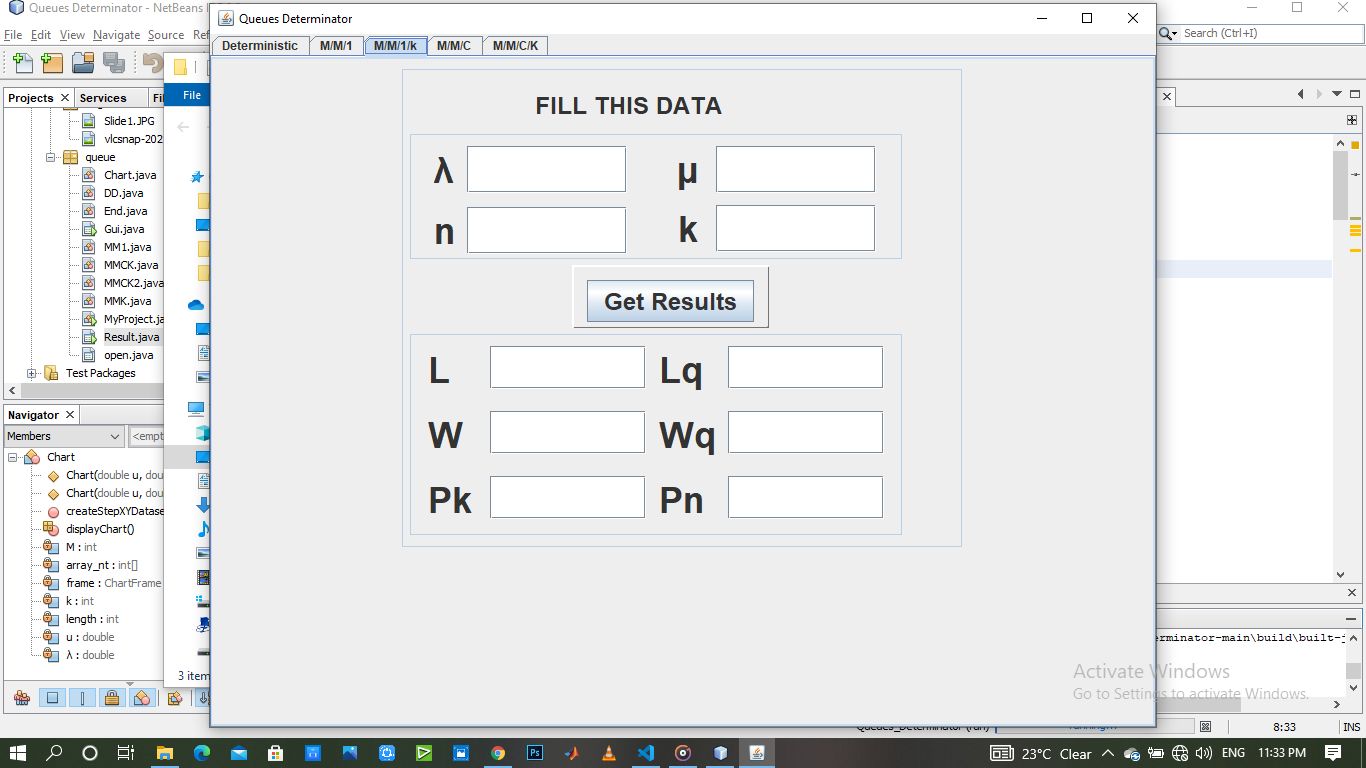 Queues Determinator - NetBeans I
File Edit View Navigate Source Ref
Search (Ctrl+I)
Queues Determinator
Deterministic M/M/1 M/M/1/k M/M/C M/M/C/K
FILL THIS DATA
λ μ
n k
Get Results
L Lq
W Wq
Pk Pn
Projects Services Fi
Slide1.JPG
vlcsnap-202
queue
Chart.java
DD.java
End.java
Gui.java
MM1.java
MMCK.java
MMCK2.java
MMK.java
MyProject.ja
Result.java
open.java
Test Packages
Navigator
Members <empt
Chart
Chart(double u, dou
Chart(double u, dou
createStepXYDatase
displayChart()
M : int
array_nt : int[]
frame : ChartFrame
k : int
length : int
u : double
λ : double
File
3 item
erminator-main\build\built-j
Activate Windows
Go to Settings to activate Windows.
Queues_Determinator (run) running...
8:33 INS
23°C Clear ENG 11:33 PM